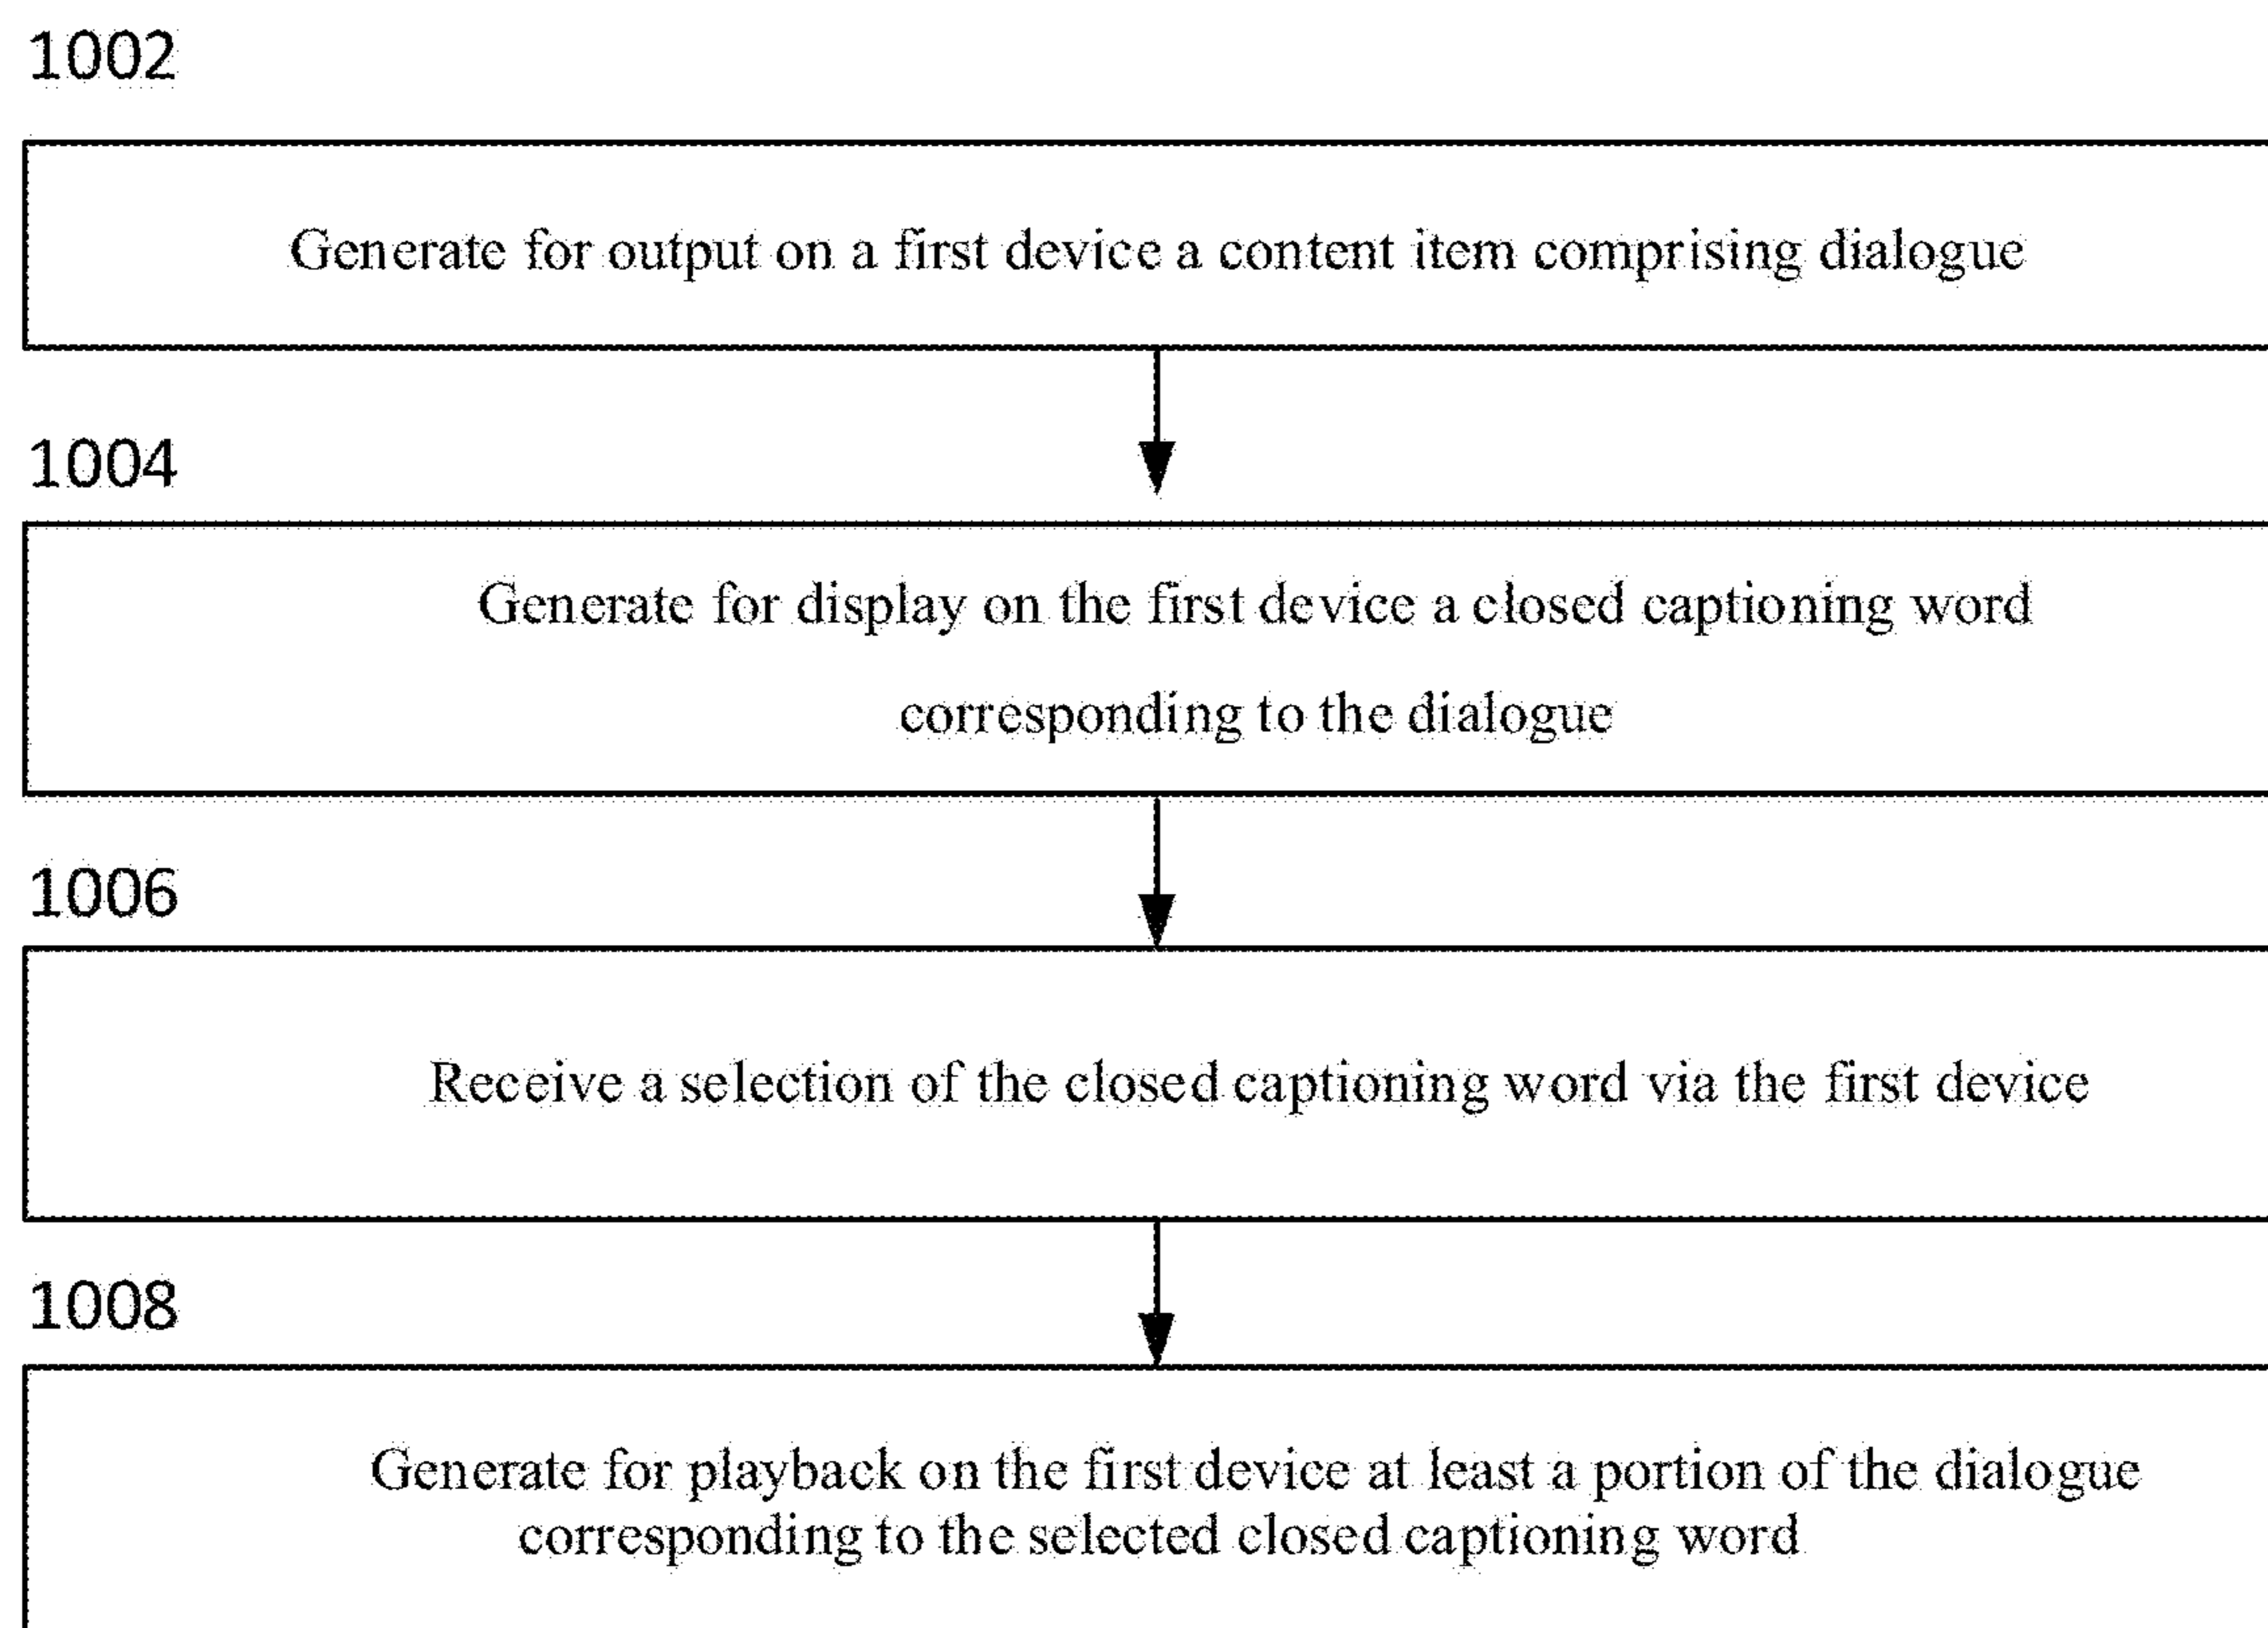 1002
Generate for output on a first device a content item comprising dialogue
1004
Generate for display on the first device a closed captioning word
corresponding to the dialogue
1006
Receive a selection of the closed captioning word via the first device
1008
Generate for playback on the first device at least a portion of the dialogue
corresponding to the selected closed captioning word